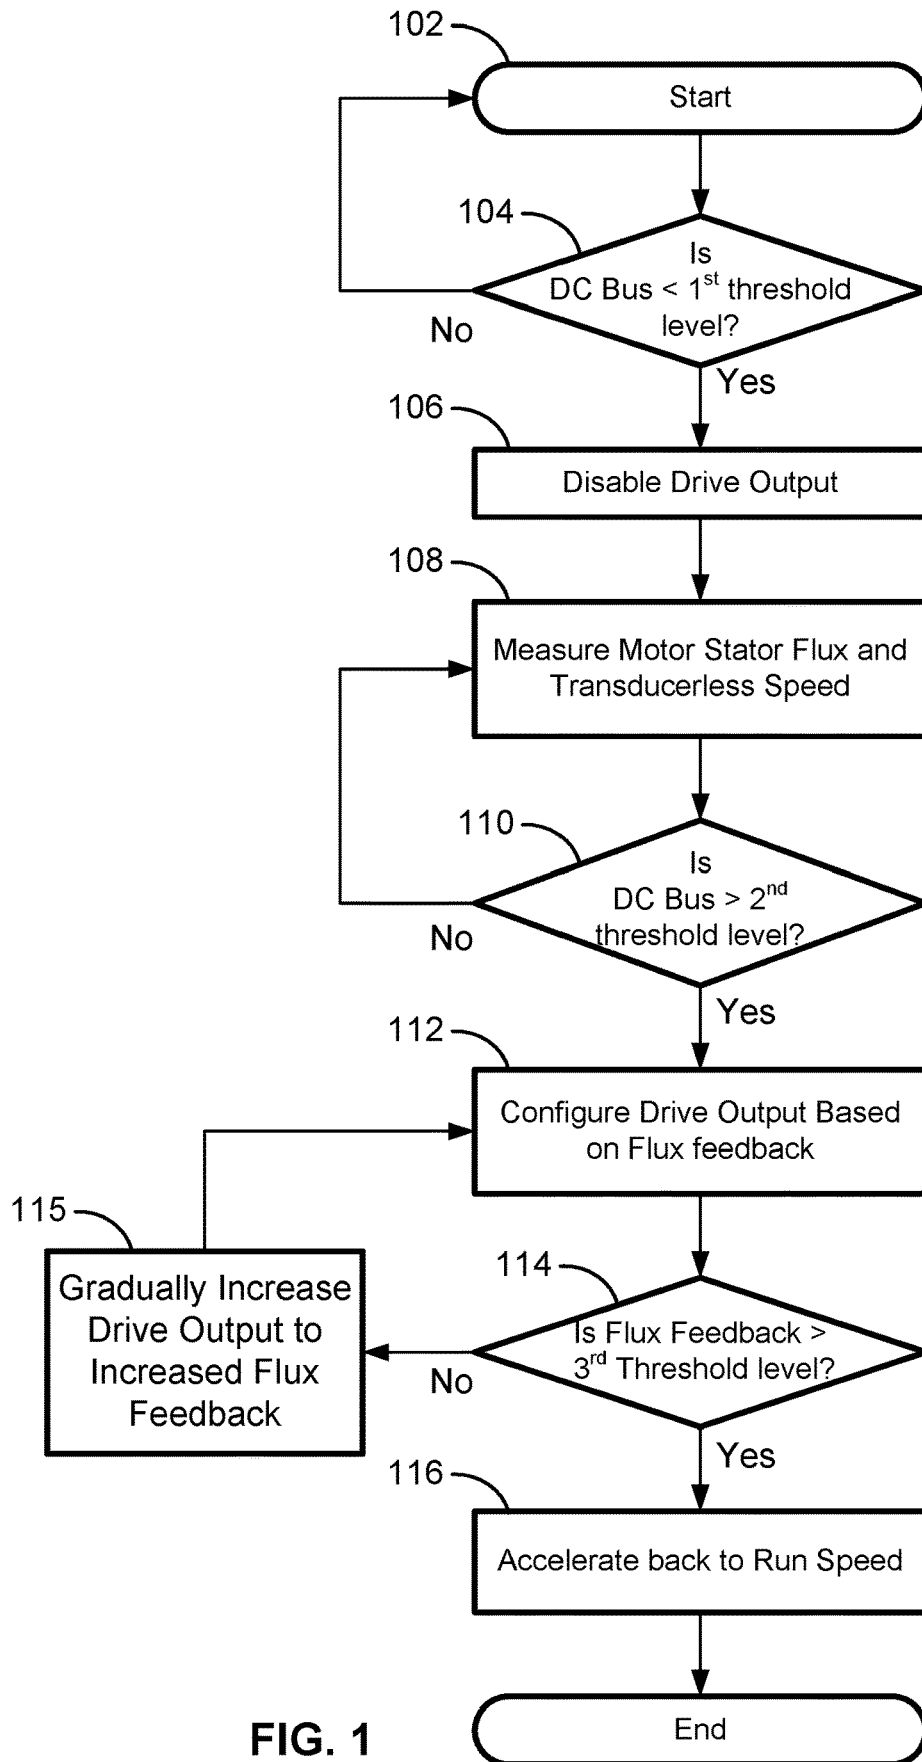 102
Start
104
Is
DC Bus < 1st threshold
level?
No
Yes
106
Disable Drive Output
108
Measure Motor Stator Flux and
Transducerless Speed
110
Is
DC Bus > 2nd
threshold level?
No
Yes
112
Configure Drive Output Based
on Flux feedback
115
Gradually Increase
Drive Output to
Increased Flux
Feedback
114
Is Flux Feedback >
3rd Threshold level?
No
Yes
116
Accelerate back to Run Speed
End
FIG. 1